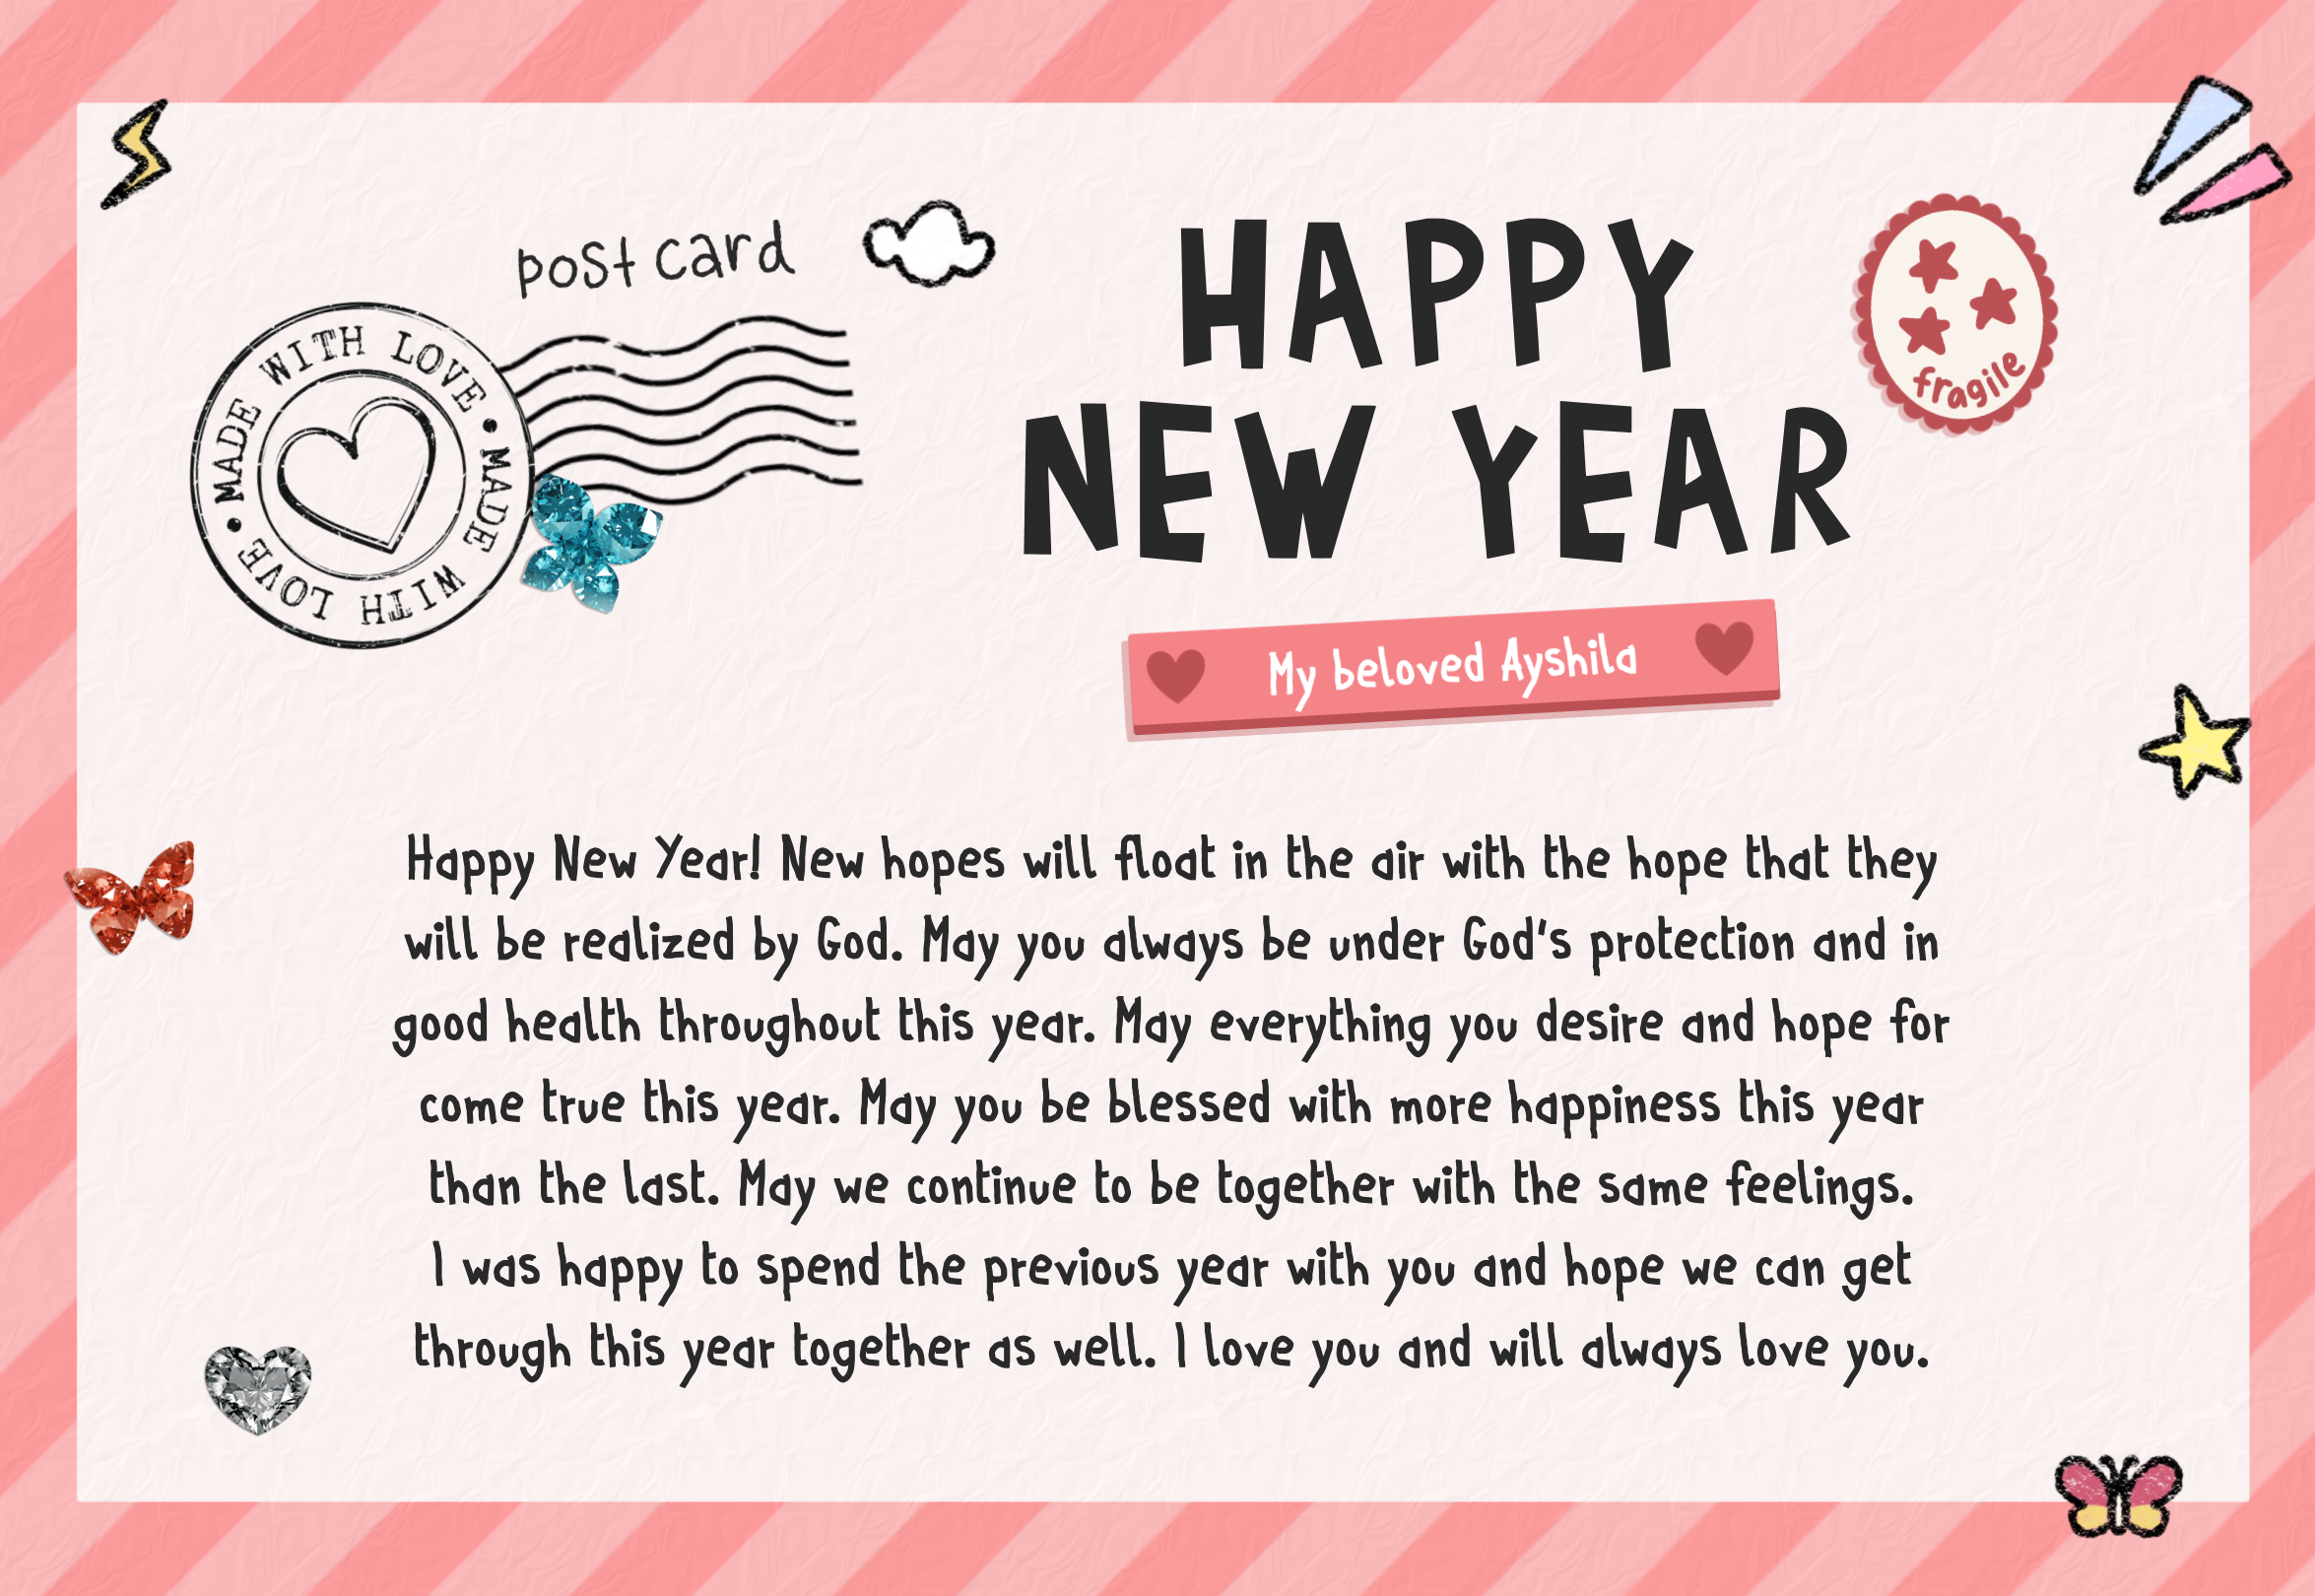 post card
MADE WITH LOVE • MADE WITH LOVE •
HAPPY
NEW YEAR
fragile
My beloved Ayshila
Happy New Year! New hopes will float in the air with the hope that they
will be realized by God. May you always be under God's protection and in
good health throughout this year. May everything you desire and hope for
come true this year. May you be blessed with more happiness this year
than the last. May we continue to be together with the same feelings.
I was happy to spend the previous year with you and hope we can get
through this year together as well. I love you and will always love you.